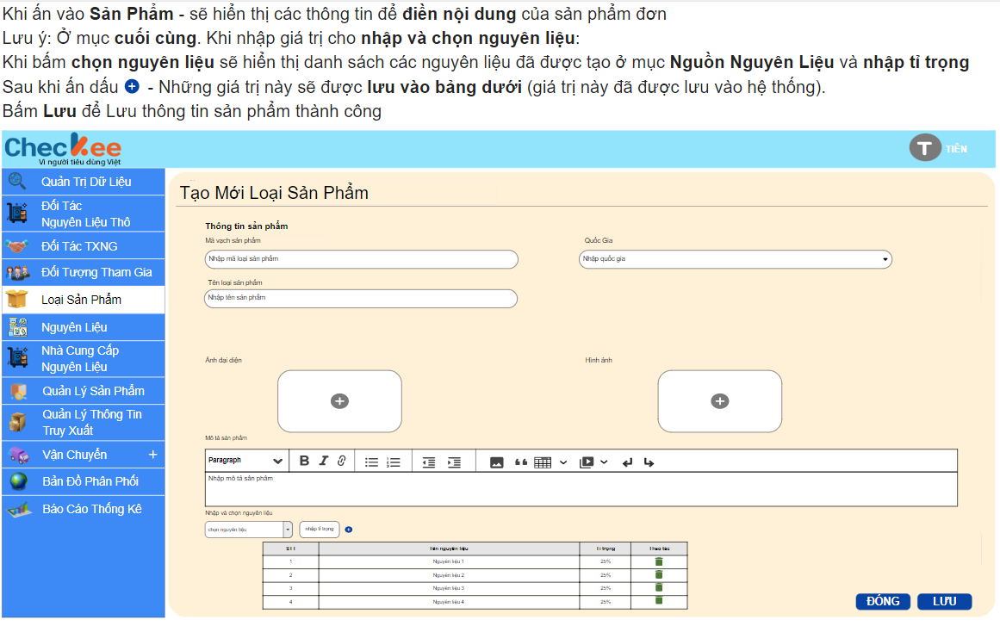 Khi ấn vào Sản Phẩm - sẽ hiển thị các thông tin để điền nội dung của sản phẩm đơn
Lưu ý: Ở mục cuối cùng. Khi nhập giá trị cho nhập và chọn nguyên liệu:
Khi bấm chọn nguyên liệu sẽ hiển thị danh sách các nguyên liệu đã được tạo ở mục Nguồn Nguyên Liệu và nhập tỉ trọng
Sau khi ấn dấu + - Những giá trị này sẽ được lưu vào bảng dưới (giá trị này đã được lưu vào hệ thống).
Bấm Lưu để Lưu thông tin sản phẩm thành công
Checkee
Vì người tiêu dùng Việt
T TIÊN
Quản Trị Dữ Liệu
Đối Tác
Nguyên Liệu Thô
Đối Tác TXNG
Đối Tượng Tham Gia
Loại Sản Phẩm
Nguyên Liệu
Nhà Cung Cấp
Nguyên Liệu
Quản Lý Sản Phẩm
Quản Lý Thông Tin
Truy Xuất
Vận Chuyển +
Bản Đồ Phân Phối
Báo Cáo Thống Kê
Tạo Mới Loại Sản Phẩm
Thông tin sản phẩm
Mã vạch sản phẩm Quốc Gia
Nhập mã loại sản phẩm Nhập quốc gia
Tên loại sản phẩm
Nhập tên sản phẩm
Ảnh đại diện Hình ảnh
Mô tả sản phẩm
Paragraph B I
Nhập mô tả sản phẩm
Nhập và chọn nguyên liệu
chọn nguyên liệu nhập tỉ trọng
STT Tên nguyên liệu Tỉ trọng Thao tác
1 Nguyên liệu 1 25%
2 Nguyên liệu 2 25%
3 Nguyên liệu 3 25%
4 Nguyên liệu 4 25%
ĐÓNG LƯU